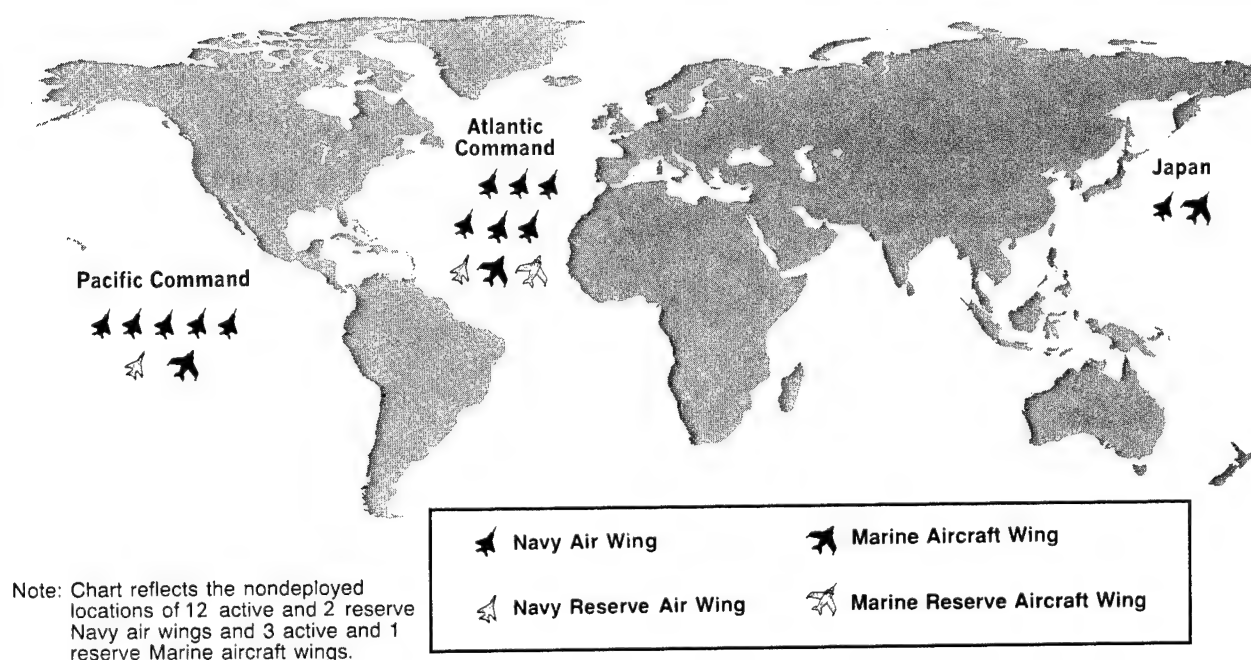 Atlantic
Command
Japan
Pacific Command
Navy Air Wing
Marine Aircraft Wing
Navy Reserve Air Wing
Marine Reserve Aircraft Wing
Note: Chart reflects the nondeployed
locations of 12 active and 2 reserve
Navy air wings and 3 active and 1
reserve Marine aircraft wings.